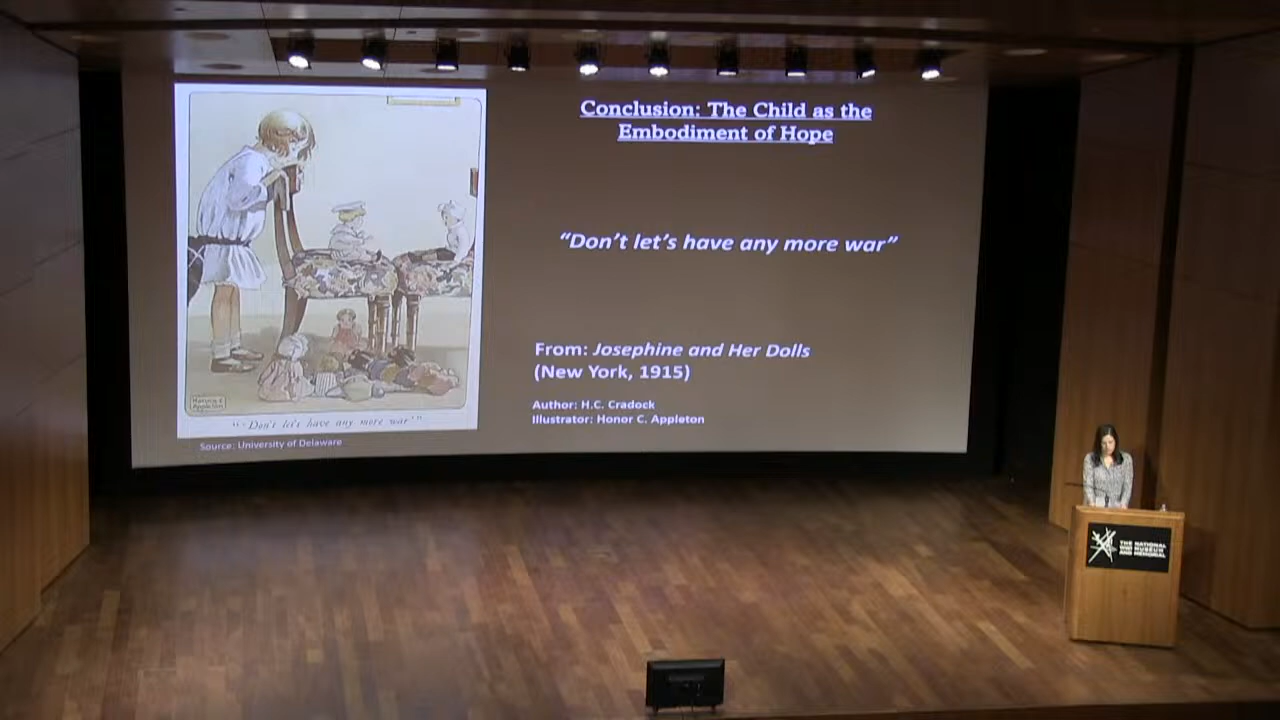 Conclusion: The Child as the
Embodiment of Hope
“Don’t let’s have any more war”
From: Josephine and Her Dolls
(New York, 1915)
Author: H.C. Cradock
Illustrator: Honor C. Appleton
Honor C
Appleton
"'Don't let's have any more war'"
Source: University of Delaware
THE NATIONAL
WWI MUSEUM
AND MEMORIAL